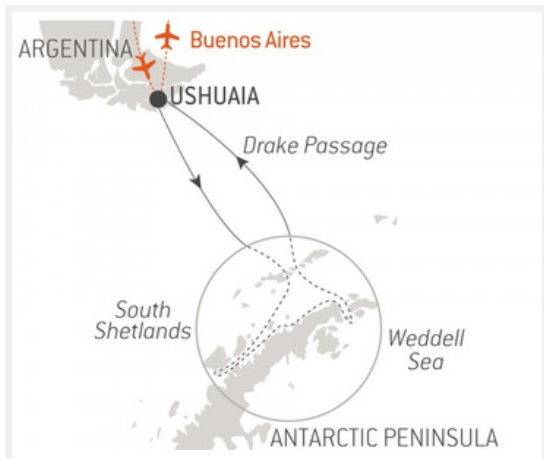 Buenos Aires
ARGENTINA
USHUAIA
Drake Passage
South
Shetlands
Weddell
Sea
ANTARCTIC PENINSULA